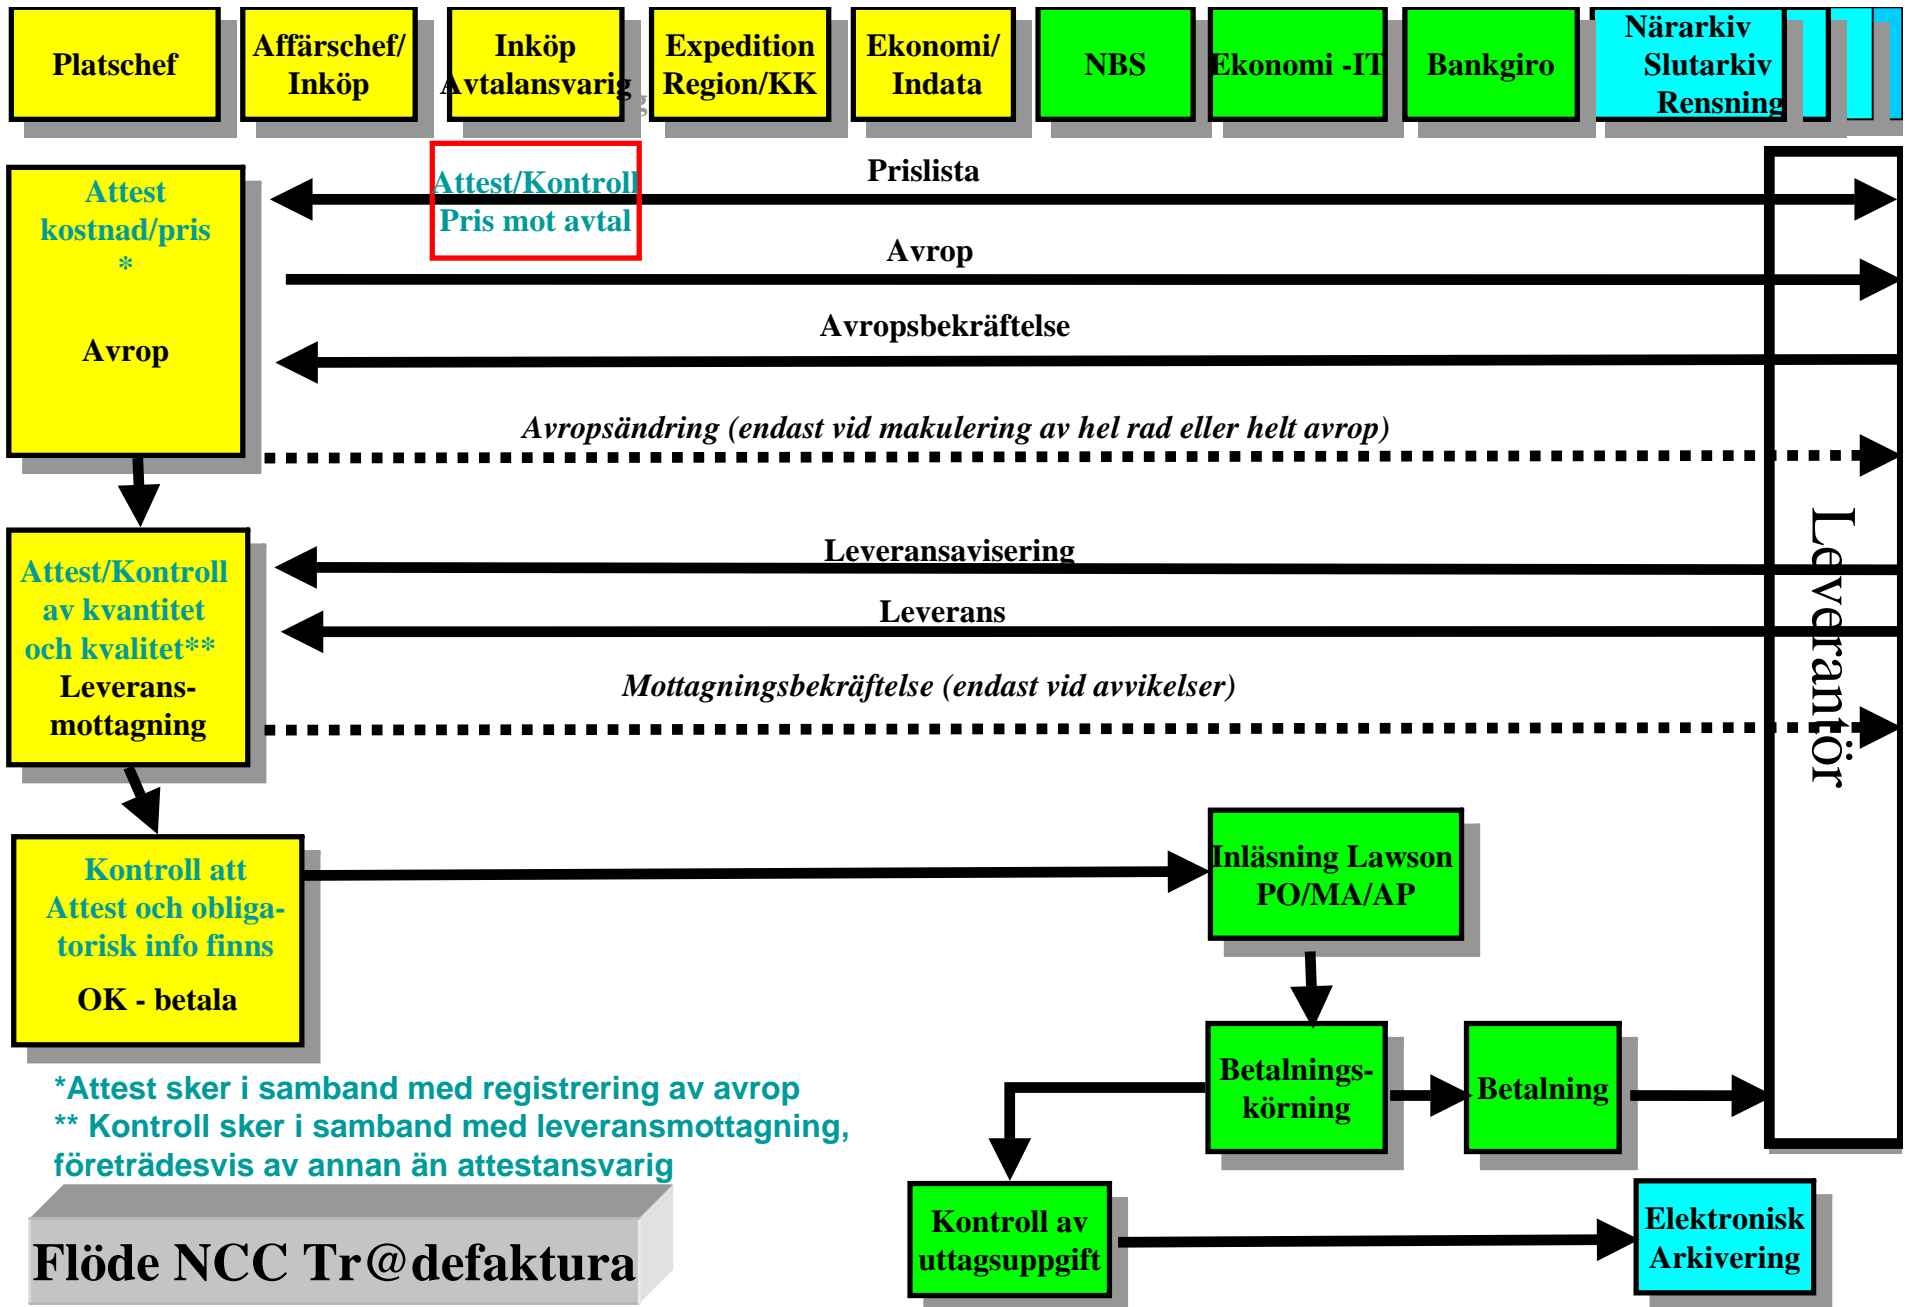 Platschef
Affärschef/
Inköp
Inköp
Avtalansvarig
Expedition
Region/KK
Ekonomi/
Indata
NBS
Ekonomi -IT
Bankgiro
Närarkiv
Slutarkiv
Rensning
Attest
kostnad/pris
*
Avrop
Attest/Kontroll
Pris mot avtal
Prislista
Avrop
Avropsbekräftelse
Avropsändring (endast vid makulering av hel rad eller helt avrop)
Attest/Kontroll
av kvantitet
och kvalitet**
Leverans-
mottagning
Leveransavisering
Leverans
Mottagningsbekräftelse (endast vid avvikelser)
Leverantör
Kontroll att
Attest och obliga-
torisk info finns
OK - betala
Inläsning Lawson
PO/MA/AP
Betalnings-
körning
Betalning
*Attest sker i samband med registrering av avrop
** Kontroll sker i samband med leveransmottagning,
företrädesvis av annan än attestansvarig
Kontroll av
uttagsuppgift
Elektronisk
Arkivering
Flöde NCC Tr@defaktura